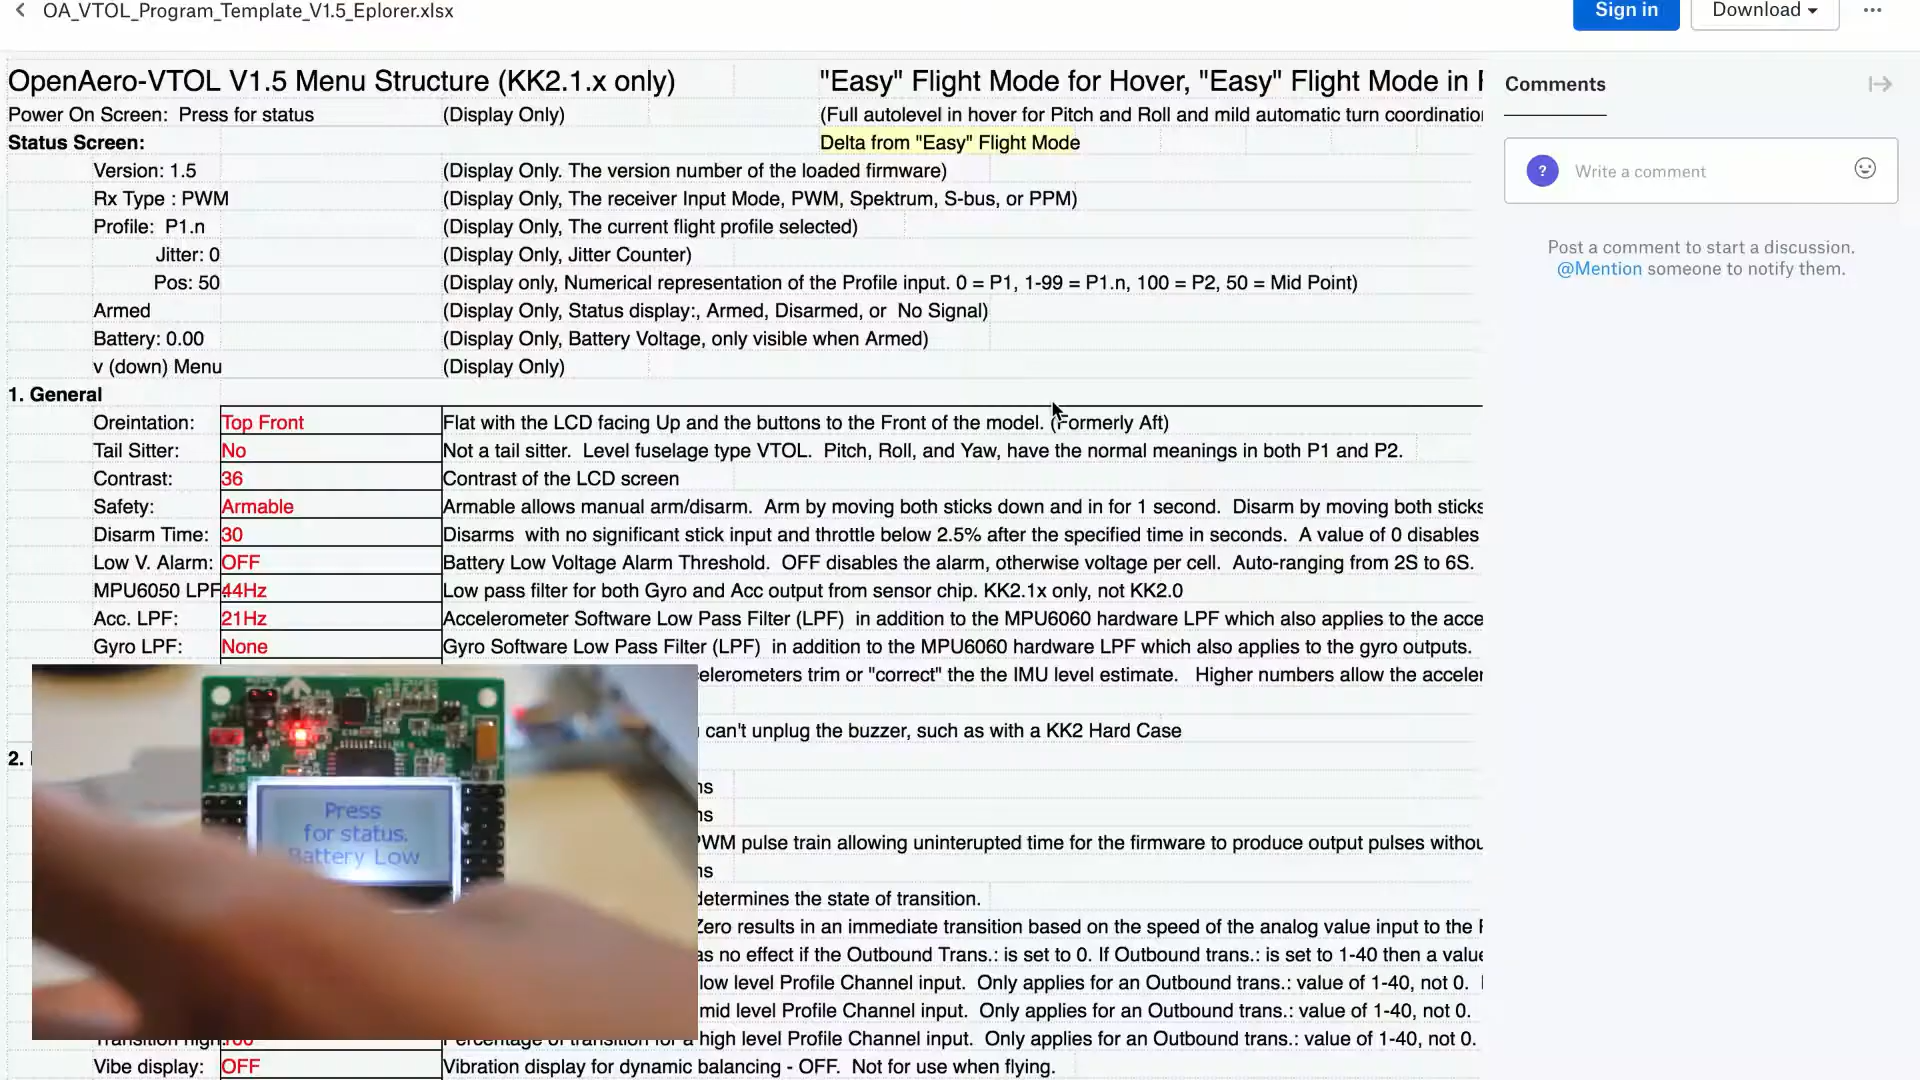 OA_VTOL_Program_Template_V1.5_Eplorer.xlsx
Sign in
Download
OpenAero-VTOL V1.5 Menu Structure (KK2.1.x only)
"Easy" Flight Mode for Hover, "Easy" Flight Mode in
Power On Screen: Press for status
(Display Only)
(Full autolevel in hover for Pitch and Roll and mild automatic turn
Status Screen:
Delta from "Easy" Flight Mode
Version: 1.5
(Display Only. The version number of the loaded firmware)
Rx Type : PWM
(Display Only, The receiver Input Mode, PWM, Spektrum, S-bus, or PPM)
Profile: P1.n
(Display Only, The current flight profile selected)
Jitter: 0
(Display Only, Jitter Counter)
Pos: 50
(Display only, Numerical representation of the Profile input. 0 = P1, 1-99 = P1.n, 100 = P2, 50 = Mid Point)
Armed
(Display Only, Status display:, Armed, Disarmed, or No Signal)
Battery: 0.00
(Display Only, Battery Voltage, only visible when Armed)
v (down) Menu
(Display Only)
1. General
Oreintation:
Top Front
Flat with the LCD facing Up and the buttons to the Front of the model. (Formerly Aft)
Tail Sitter:
No
Not a tail sitter. Level fuselage type VTOL. Pitch, Roll, and Yaw, have the normal meanings in both P1 and P2.
Contrast:
36
Contrast of the LCD screen
Safety:
Armable
Armable allows manual arm/disarm. Arm by moving both sticks down and in for 1 second. Disarm by moving both sticks
Disarm Time:
30
Disarms with no significant stick input and throttle below 2.5% after the specified time in seconds. A value of 0 disables
Low V. Alarm:
OFF
Battery Low Voltage Alarm Threshold. OFF disables the alarm, otherwise voltage per cell. Auto-ranging from 2S to 6S.
MPU6050 LPF
44Hz
Low pass filter for both Gyro and Acc output from sensor chip. KK2.1x only, not KK2.0
Acc. LPF:
21Hz
Accelerometer Software Low Pass Filter (LPF) in addition to the MPU6060 hardware LPF which also applies to the acce
Gyro LPF:
None
Gyro Software Low Pass Filter (LPF) in addition to the MPU6060 hardware LPF which also applies to the gyro outputs.
celerometers trim or "correct" the the IMU level estimate. Higher numbers allow the acceler
can't unplug the buzzer, such as with a KK2 Hard Case
2.
ns
ns
PWM pulse train allowing uninterupted time for the firmware to produce output pulses withou
ns
determines the state of transition.
Zero results in an immediate transition based on the speed of the analog value input to the
as no effect if the Outbound Trans.: is set to 0. If Outbound trans.: is set to 1-40 then a value
low level Profile Channel input. Only applies for an Outbound trans.: value of 1-40, not 0.
mid level Profile Channel input. Only applies for an Outbound trans.: value of 1-40, not 0.
Transition high: 100
Percentage of transition for a high level Profile Channel input. Only applies for an Outbound trans.: value of 1-40, not 0.
Vibe display:
OFF
Vibration display for dynamic balancing - OFF. Not for use when flying.
Press
for status.
Battery Low
Comments
?
Write a comment
Post a comment to start a discussion.
@Mention someone to notify them.